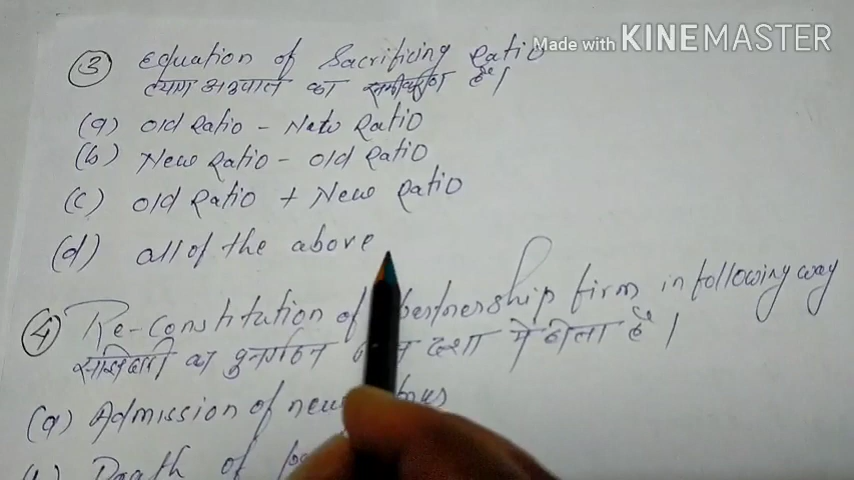 Made with KINEMASTER
(3) Equation of Sacrificing Ratio
त्याग अनुपात का समीकरण है।
(a) Old Ratio - New Ratio
(b) New Ratio - Old Ratio
(c) Old Ratio + New Ratio
(d) all of the above
(4) Re-Constitution of firm in following way
साझेदारी का पुनर्गठन दशा मे होता है।
(a) Admission of new
Death of